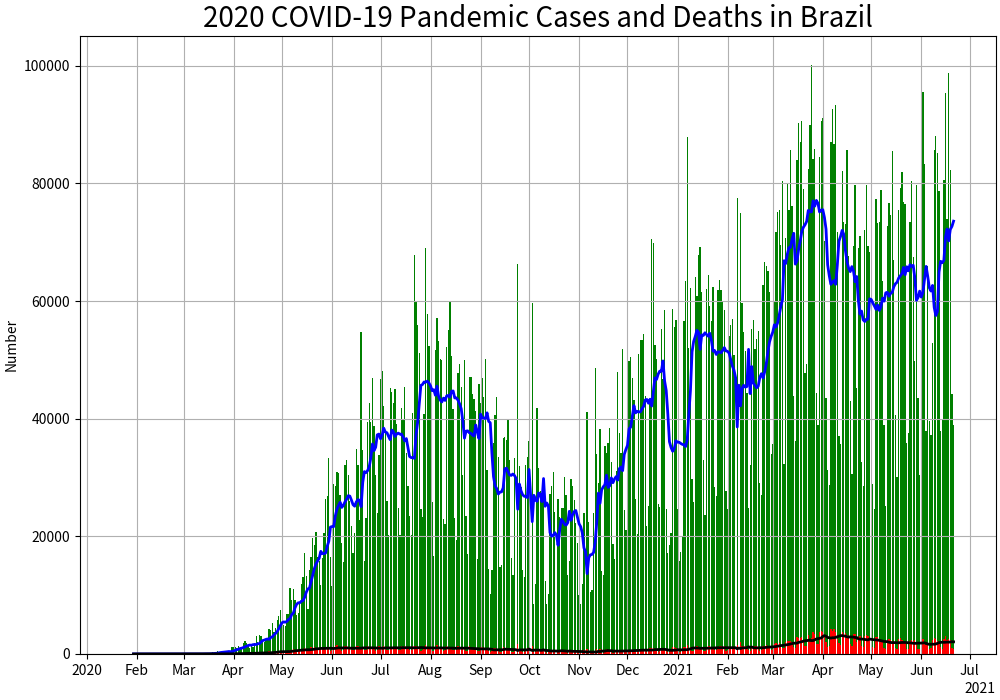 2020 COVID-19 Pandemic Cases and Deaths in Brazil
100000
80000
60000
40000
20000
0
Number
2020 Feb Mar Apr May Jun Jul Aug Sep Oct Nov Dec 2021 Feb Mar Apr May Jun Jul
2021